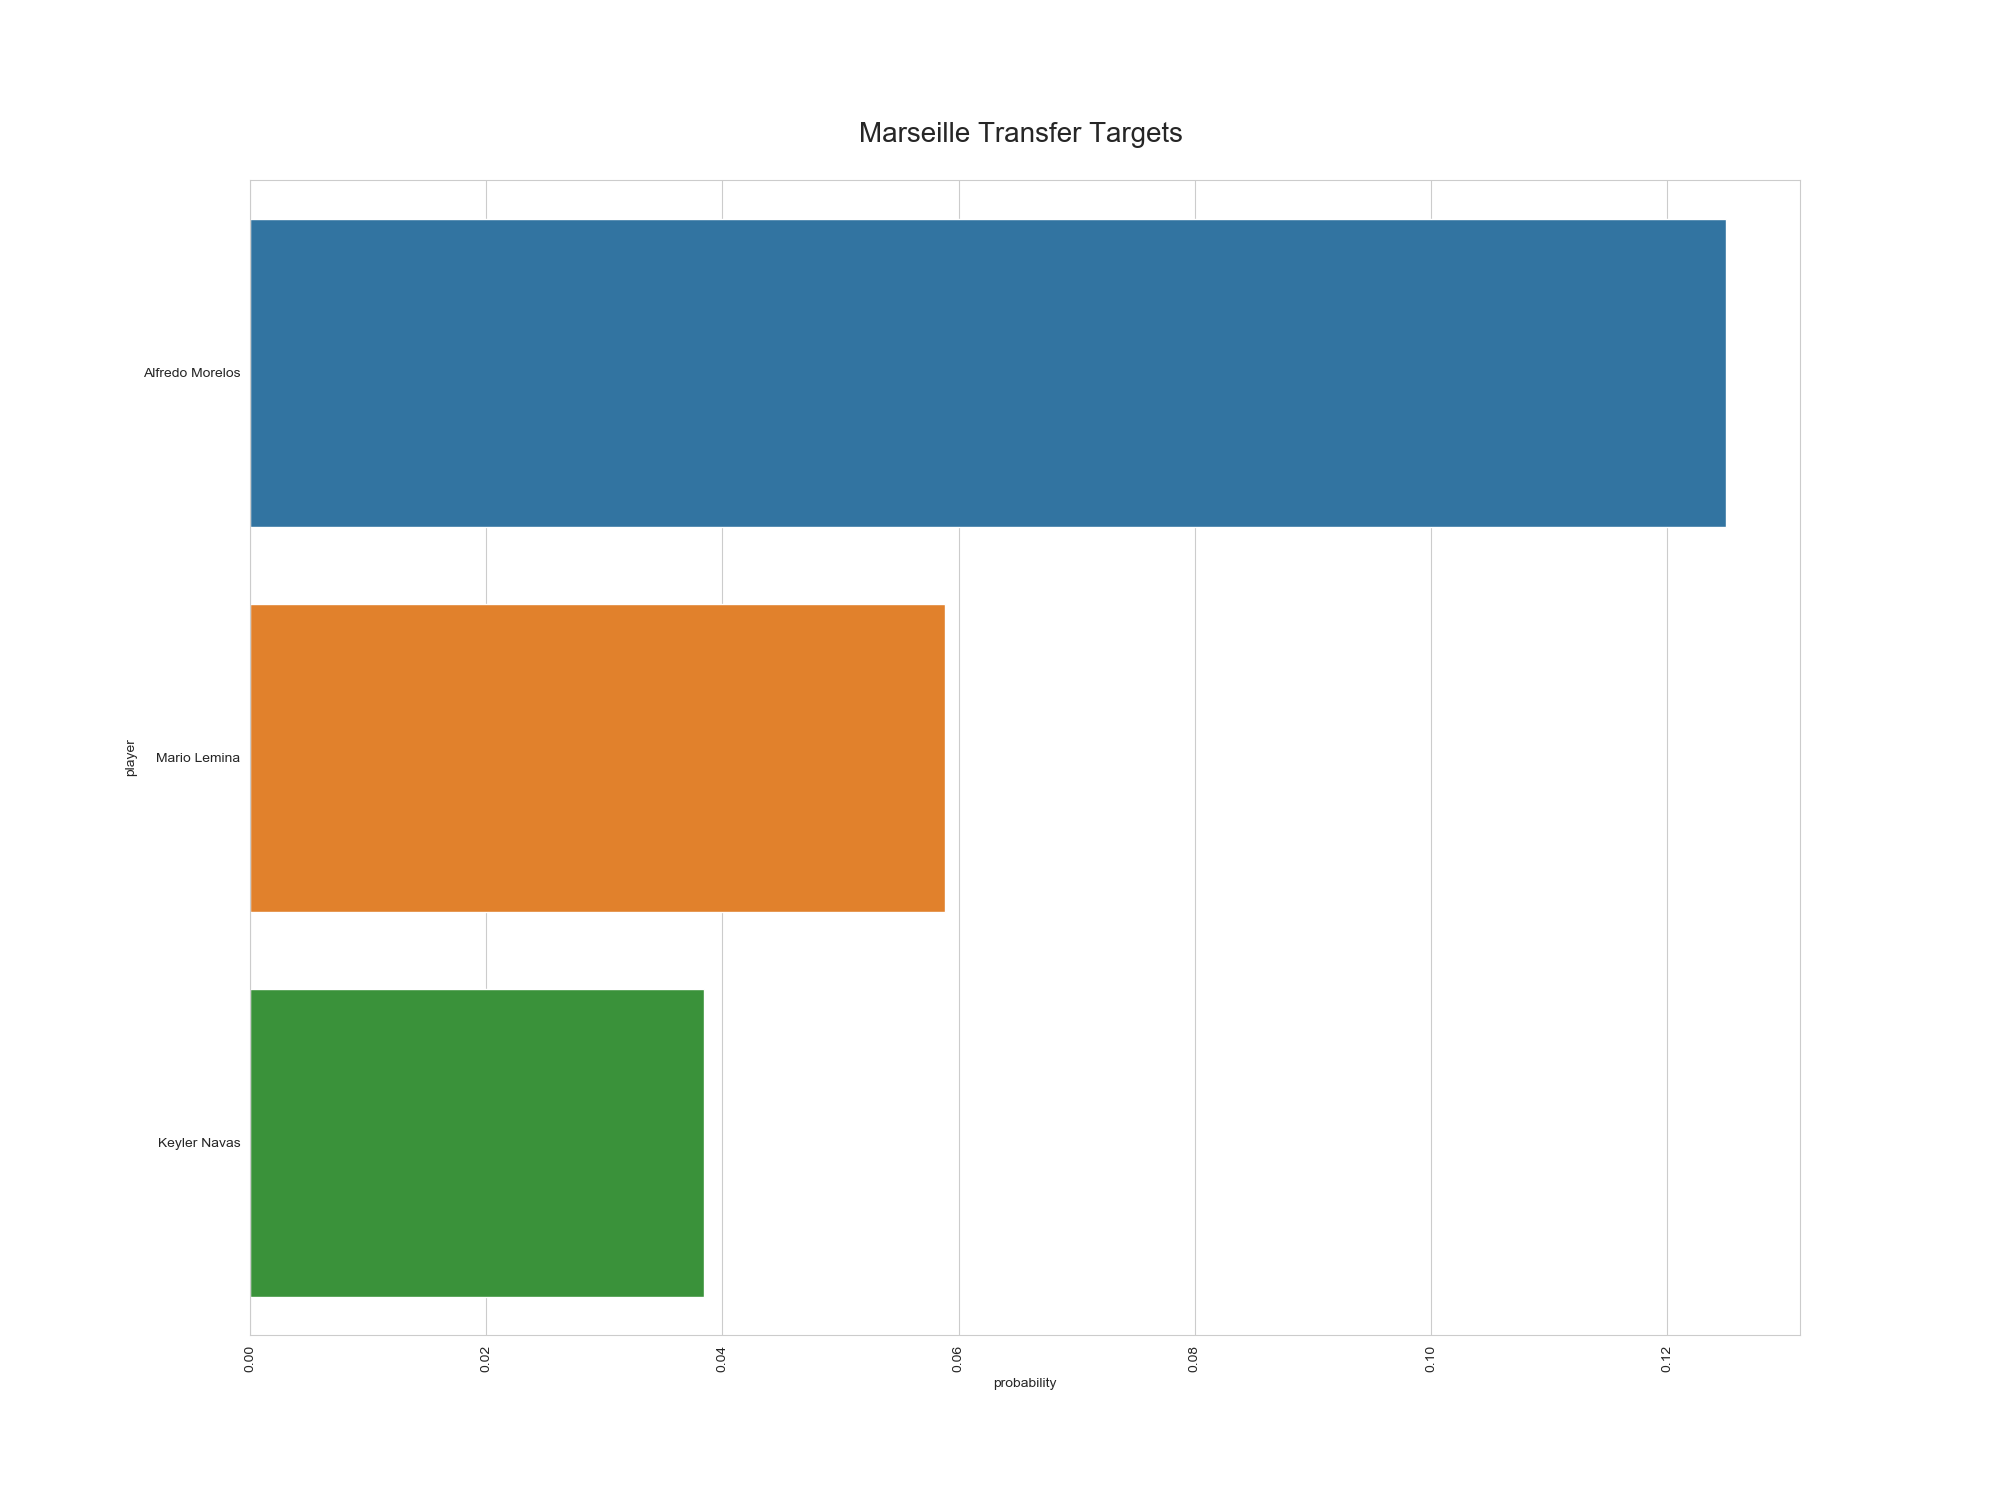 Marseille Transfer Targets
Alfredo Morelos
Mario Lemina
Keyler Navas
player
0.00
0.02
0.04
0.06
0.08
0.10
0.12
probability